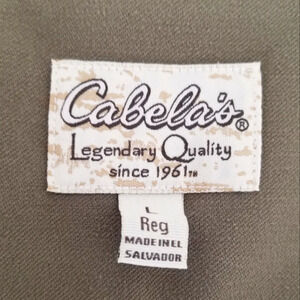 Cabela's®
Legendary Quality
since 1961™
L
Reg
MADE IN EL
SALVADOR